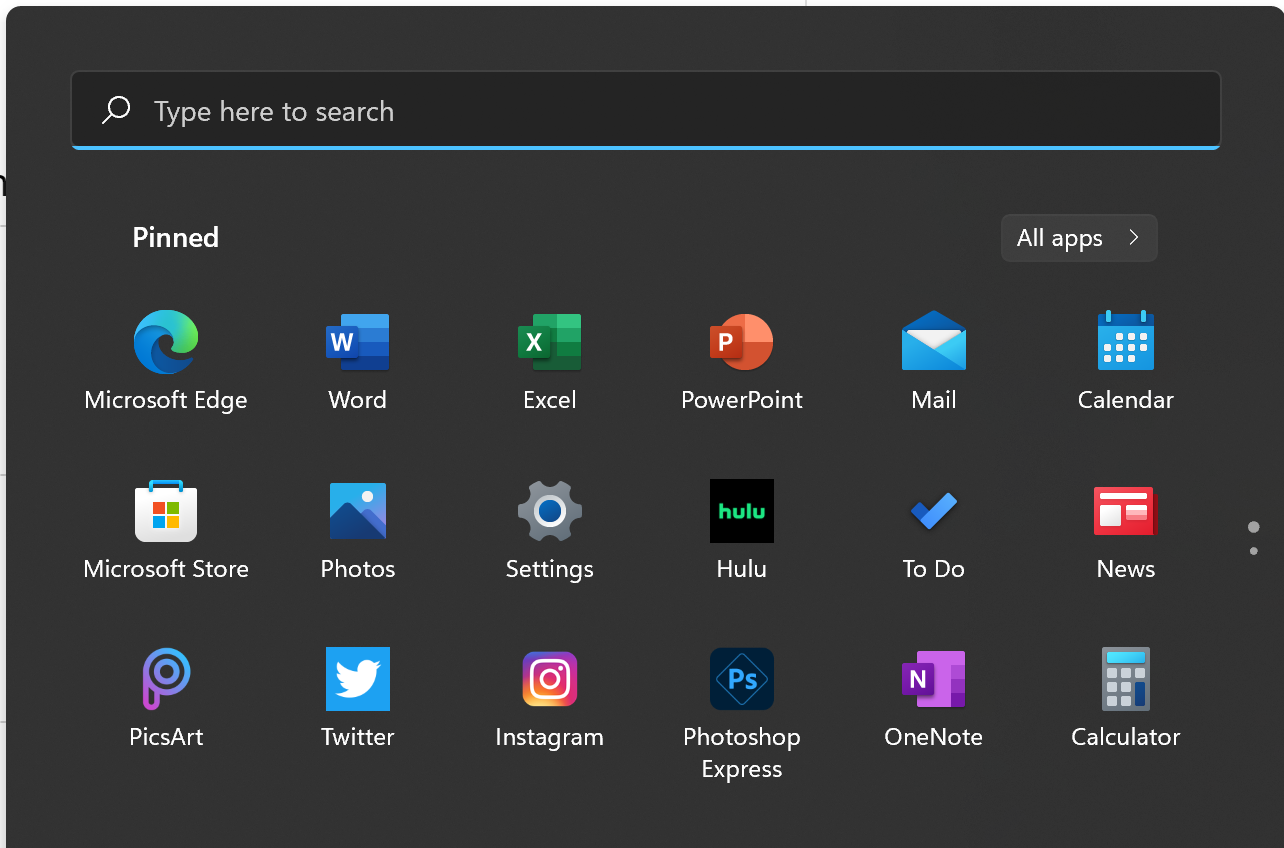 Type here to search
Pinned
All apps
W
X
P
Microsoft Edge
Word
Excel
PowerPoint
Mail
Calendar
hulu
Microsoft Store
Photos
Settings
Hulu
To Do
News
Ps
N
PicsArt
Twitter
Instagram
Photoshop
Express
OneNote
Calculator